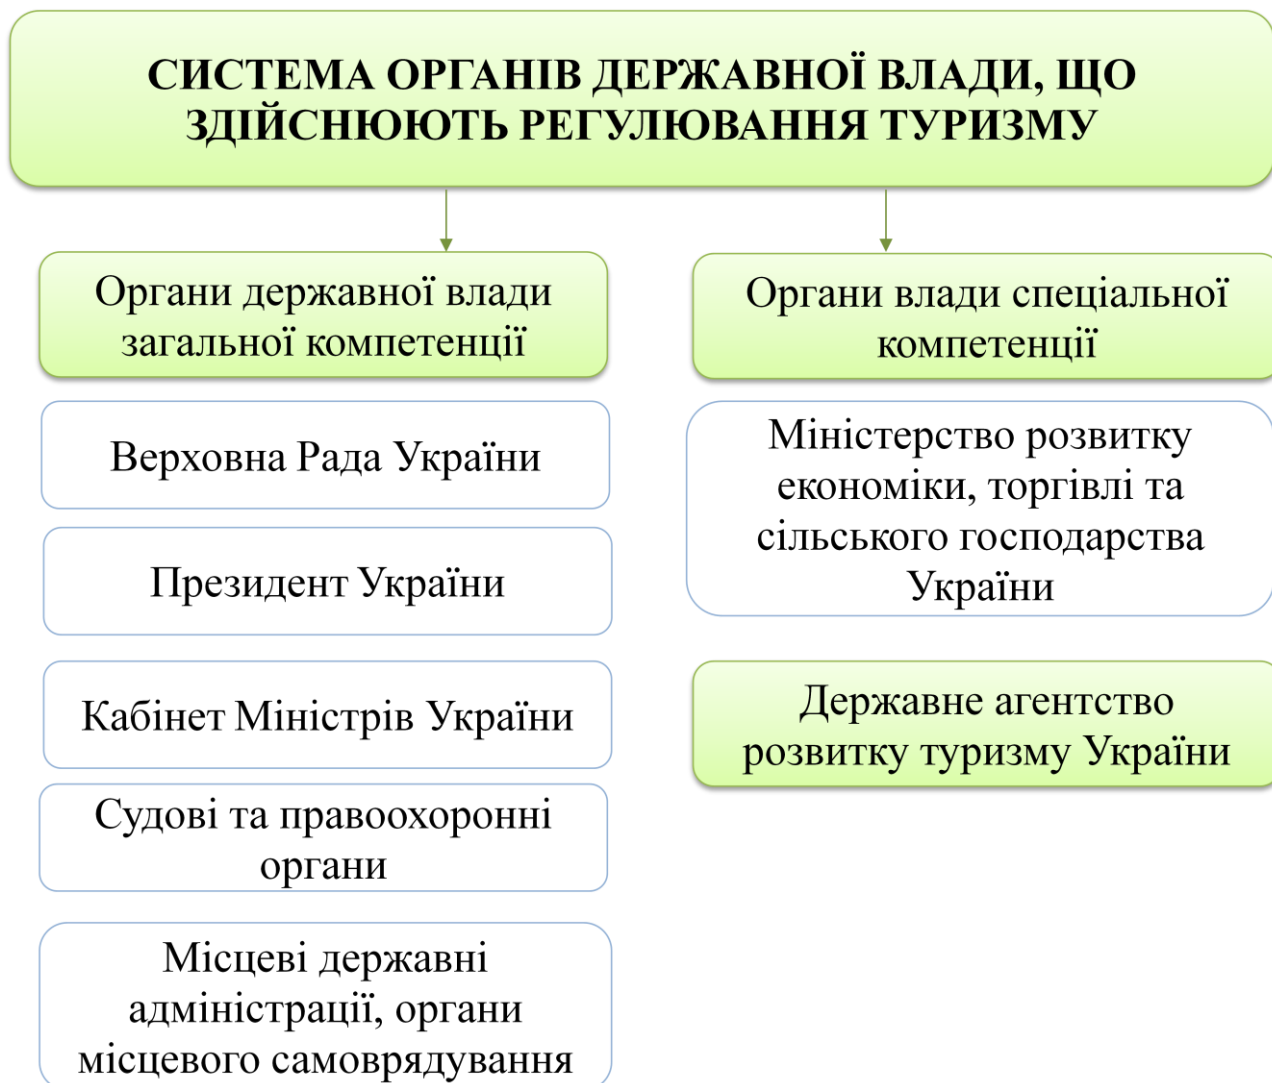 СИСТЕМА ОРГАНІВ ДЕРЖАВНОЇ ВЛАДИ, ЩО
ЗДІЙСНЮЮТЬ РЕГУЛЮВАННЯ ТУРИЗМУ
Органи державної влади
загальної компетенції
Верховна Рада України
Президент України
Кабінет Міністрів України
Судові та правоохоронні
органи
Місцеві державні
адміністрації, органи
місцевого самоврядування
Органи влади спеціальної
компетенції
Міністерство розвитку
економіки, торгівлі та
сільського господарства
України
Державне агентство
розвитку туризму України